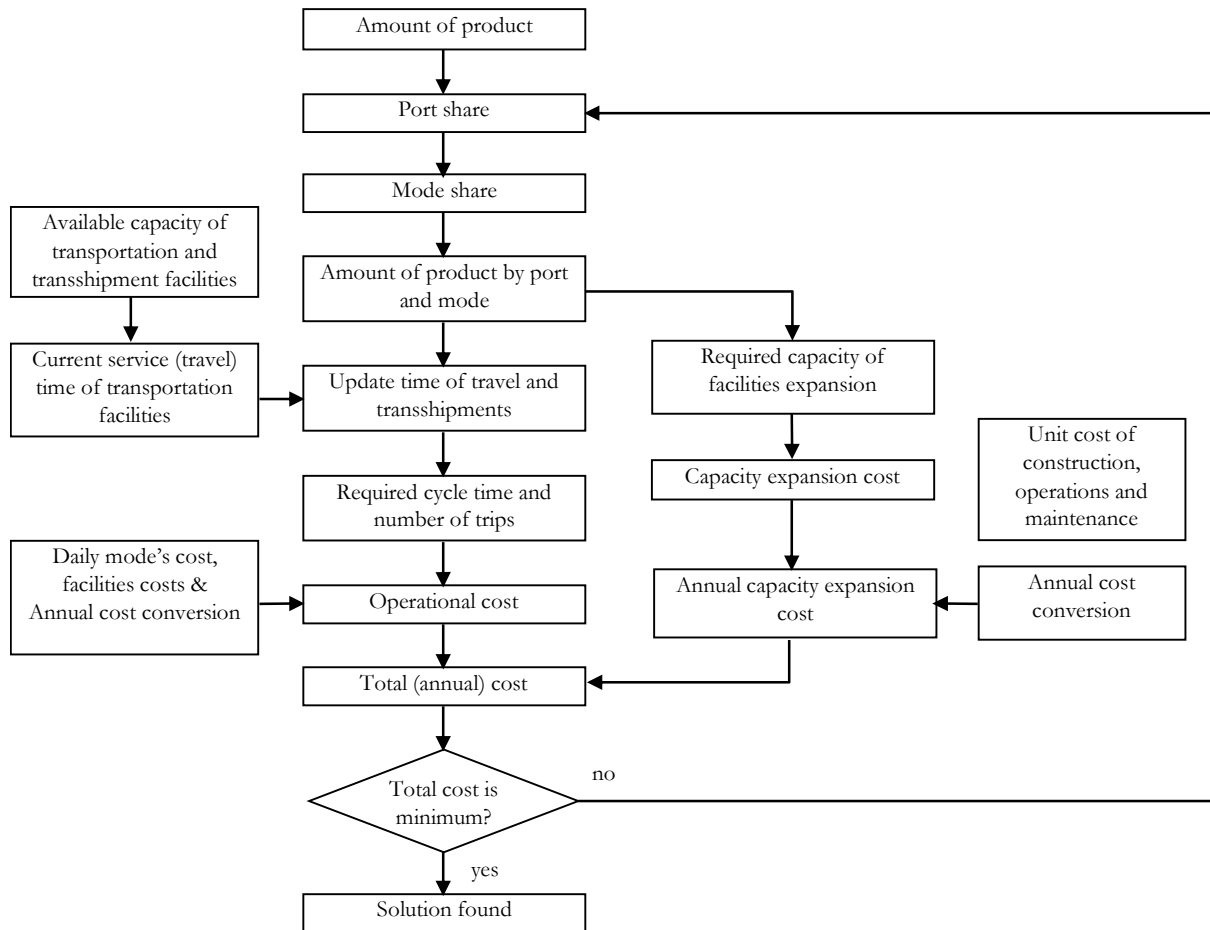 Amount of product
Port share
Mode share
Available capacity of
transportation and
transshipment facilities
Amount of product by port
and mode
Current service (travel)
time of transportation
facilities
Update time of travel and
transshipments
Required capacity of
facilities expansion
Required cycle time and
number of trips
Capacity expansion cost
Unit cost of
construction,
operations and
maintenance
Daily mode’s cost,
facilities costs &
Annual cost conversion
Operational cost
Annual capacity expansion
cost
Annual cost
conversion
Total (annual) cost
Total cost is
minimum?
no
yes
Solution found